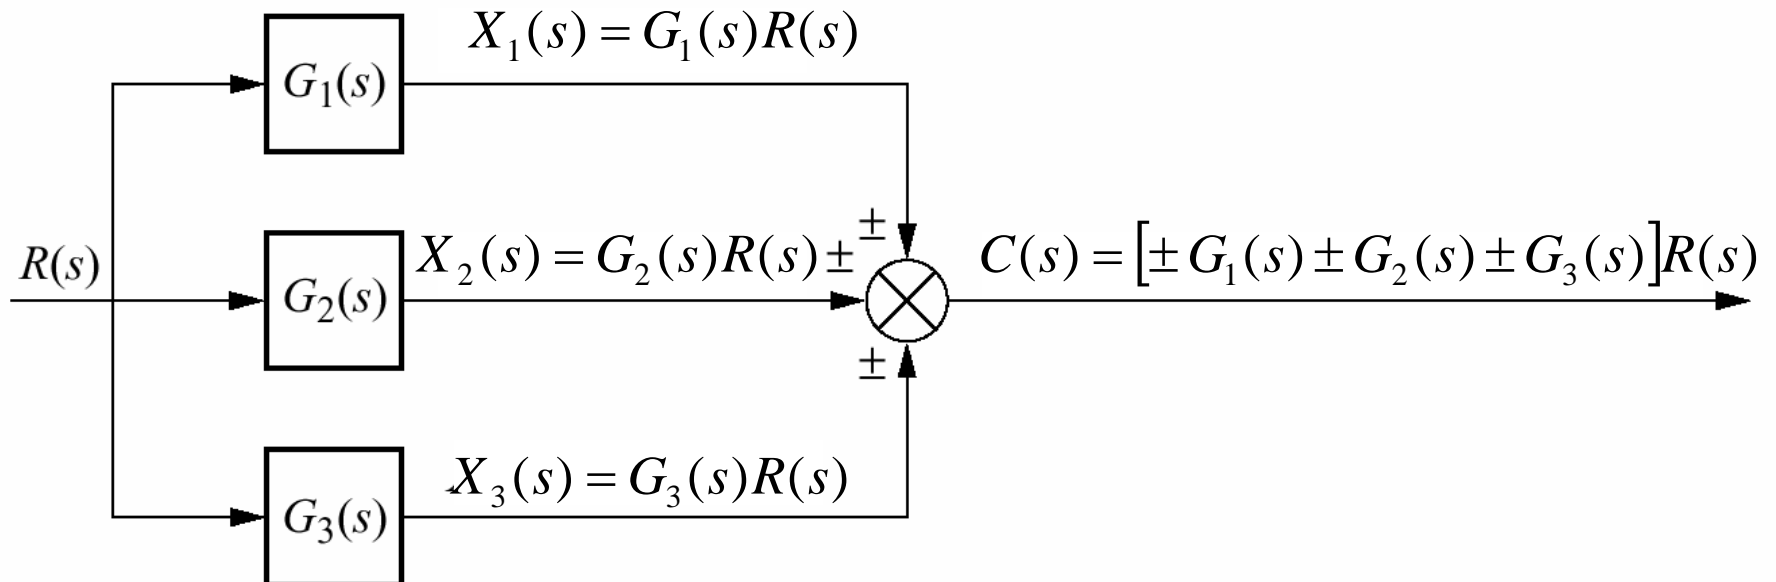 X₁(s) = G₁(s)R(s)
G₁(s)
±
R(s)
X₂(s) = G₂(s)R(s) ±
C(s) = [± G₁(s) ± G₂(s) ± G₃(s)]R(s)
G₂(s)
±
X₃(s) = G₃(s)R(s)
G₃(s)